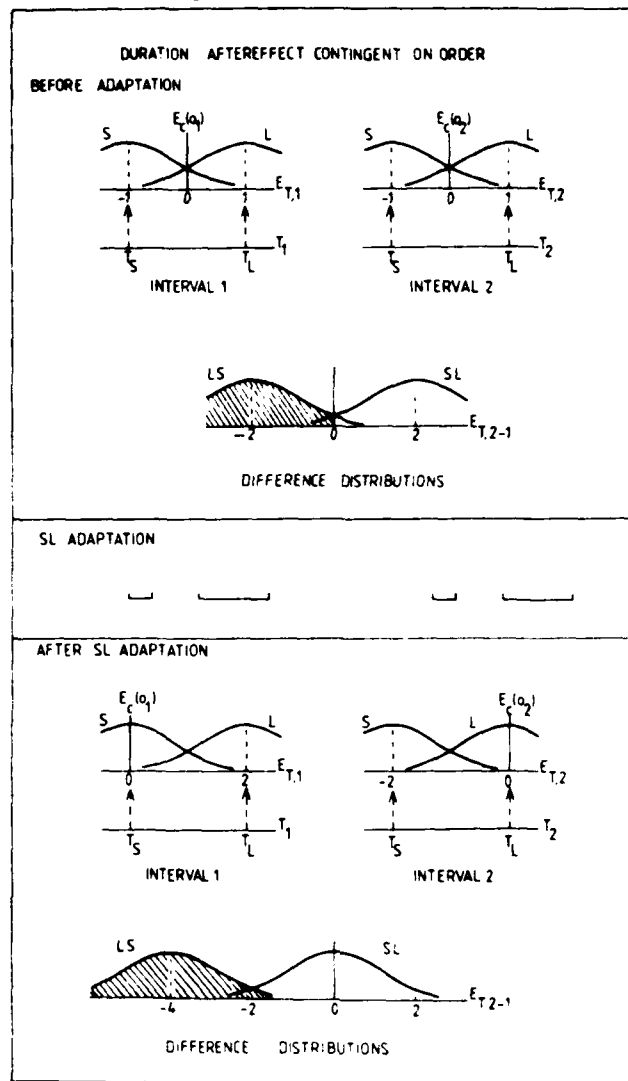 DURATION AFTEREFFECT CONTINGENT ON ORDER
BEFORE ADAPTATION
E_c(o_1) E_c(o_2)
S L S L
-1 0 1 E_T,1 -1 0 1 E_T,2
T_S T_L T_1 T_S T_L T_2
INTERVAL 1 INTERVAL 2
LS SL
-2 0 2 E_T,2-1
DIFFERENCE DISTRIBUTIONS
SL ADAPTATION
AFTER SL ADAPTATION
E_c(o_1) E_c(o_2)
S L S L
0 2 E_T,1 -2 0 E_T,2
T_S T_L T_1 T_S T_L T_2
INTERVAL 1 INTERVAL 2
LS SL
-4 -2 0 2 E_T,2-1
DIFFERENCE DISTRIBUTIONS